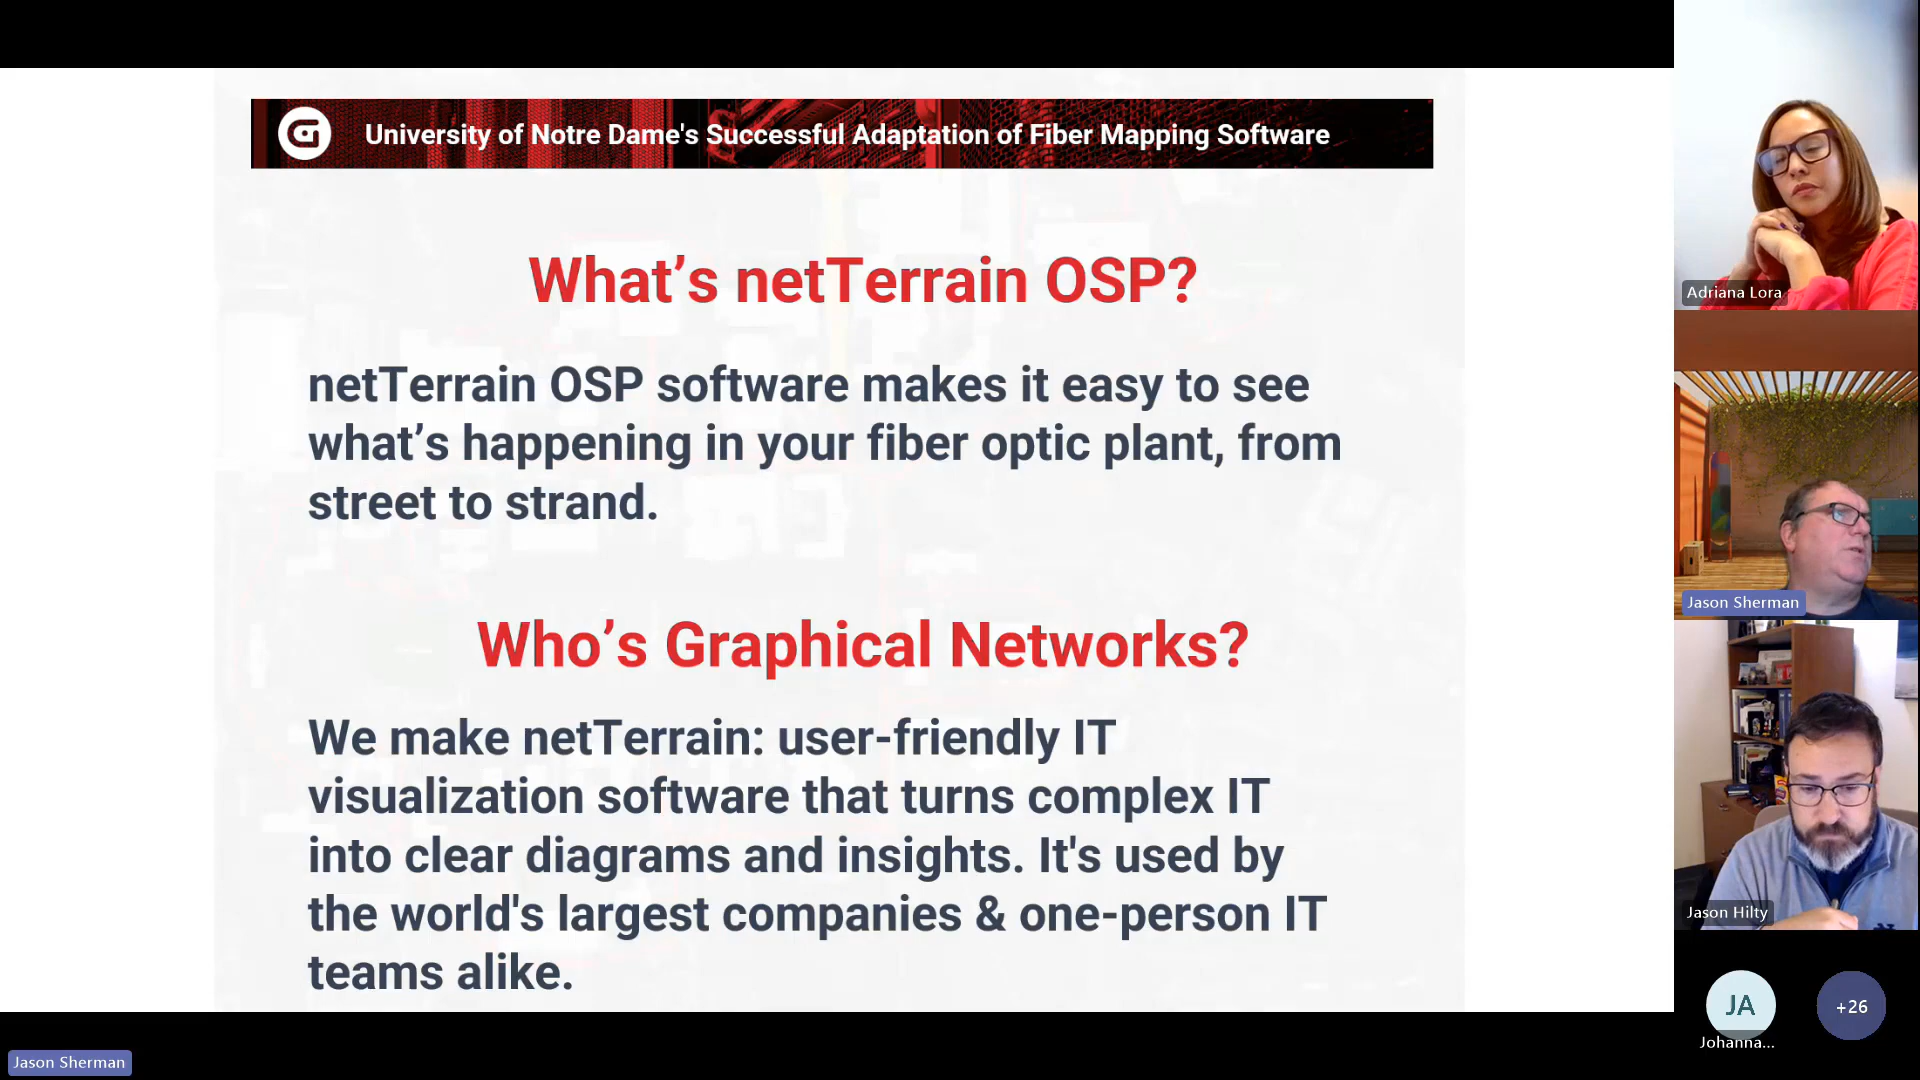 University of Notre Dame's Successful Adaptation of Fiber Mapping Software
What’s netTerrain OSP?
netTerrain OSP software makes it easy to see
what’s happening in your fiber optic plant, from
street to strand.
Who’s Graphical Networks?
We make netTerrain: user-friendly IT
visualization software that turns complex IT
into clear diagrams and insights. It's used by
the world's largest companies & one-person IT
teams alike.
Adriana Lora
Jason Sherman
Jason Hilty
JA
Johanna...
+26
Jason Sherman